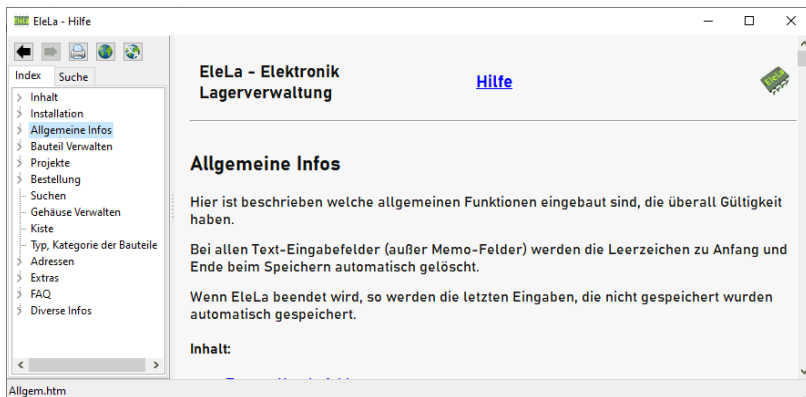 EleLa - Hilfe
Index
Suche
Inhalt
Installation
Allgemeine Infos
Bauteil Verwalten
Projekte
Bestellung
Suchen
Gehäuse Verwalten
Kiste
Typ, Kategorie der Bauteile
Adressen
Extras
FAQ
Diverse Infos
EleLa - Elektronik
Lagerverwaltung
Hilfe
EleLa
Allgemeine Infos
Hier ist beschrieben welche allgemeinen Funktionen eingebaut sind, die überall Gültigkeit
haben.
Bei allen Text-Eingabefelder (außer Memo-Felder) werden die Leerzeichen zu Anfang und
Ende beim Speichern automatisch gelöscht.
Wenn EleLa beendet wird, so werden die letzten Eingaben, die nicht gespeichert wurden
automatisch gespeichert.
Inhalt:
Allgem.htm